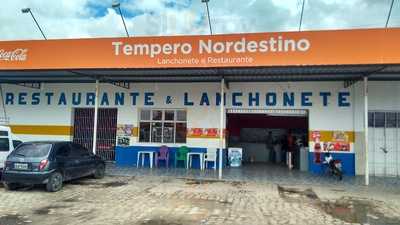 Coca-Cola
Tempero Nordestino
Lanchonete e Restaurante
RESTAURANTE & LANCHONETE